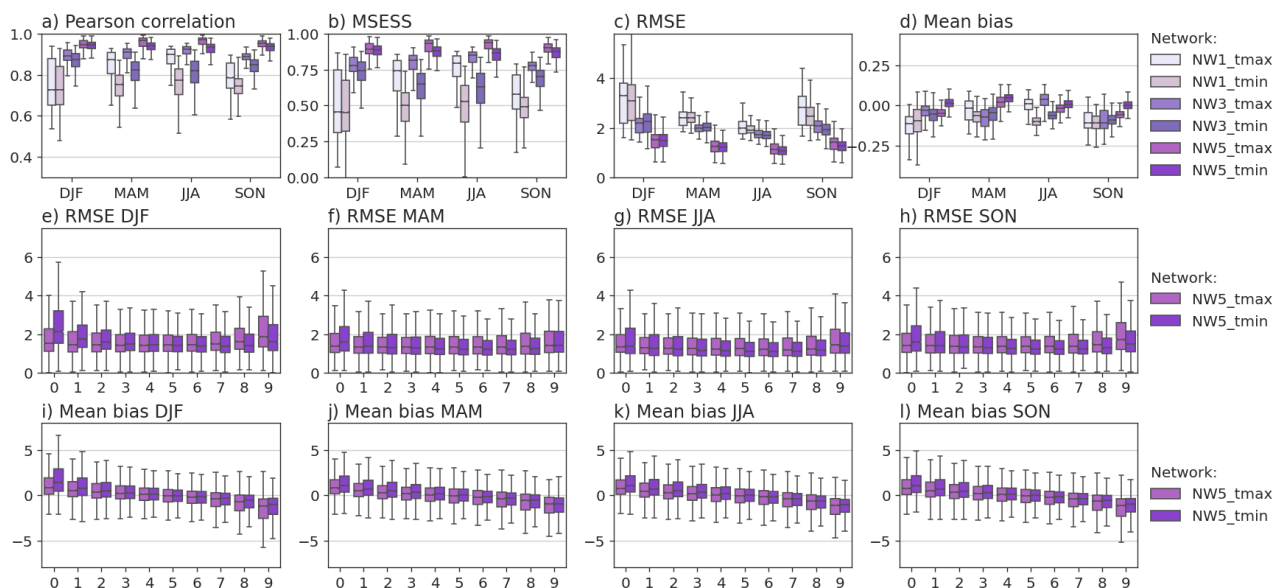 a) Pearson correlation
b) MSESS
c) RMSE
d) Mean bias
1.0
0.8
0.6
0.4
DJF MAM JJA SON
1.00
0.75
0.50
0.25
0.00
DJF MAM JJA SON
4
2
0
DJF MAM JJA SON
0.25
0.00
−0.25
DJF MAM JJA SON
Network:
NW1_tmax
NW1_tmin
NW3_tmax
NW3_tmin
NW5_tmax
NW5_tmin
e) RMSE DJF
f) RMSE MAM
g) RMSE JJA
h) RMSE SON
6
4
2
0
0 1 2 3 4 5 6 7 8 9
6
4
2
0
0 1 2 3 4 5 6 7 8 9
6
4
2
0
0 1 2 3 4 5 6 7 8 9
6
4
2
0
0 1 2 3 4 5 6 7 8 9
Network:
NW5_tmax
NW5_tmin
i) Mean bias DJF
j) Mean bias MAM
k) Mean bias JJA
l) Mean bias SON
5
0
−5
0 1 2 3 4 5 6 7 8 9
5
0
−5
0 1 2 3 4 5 6 7 8 9
5
0
−5
0 1 2 3 4 5 6 7 8 9
5
0
−5
0 1 2 3 4 5 6 7 8 9
Network:
NW5_tmax
NW5_tmin